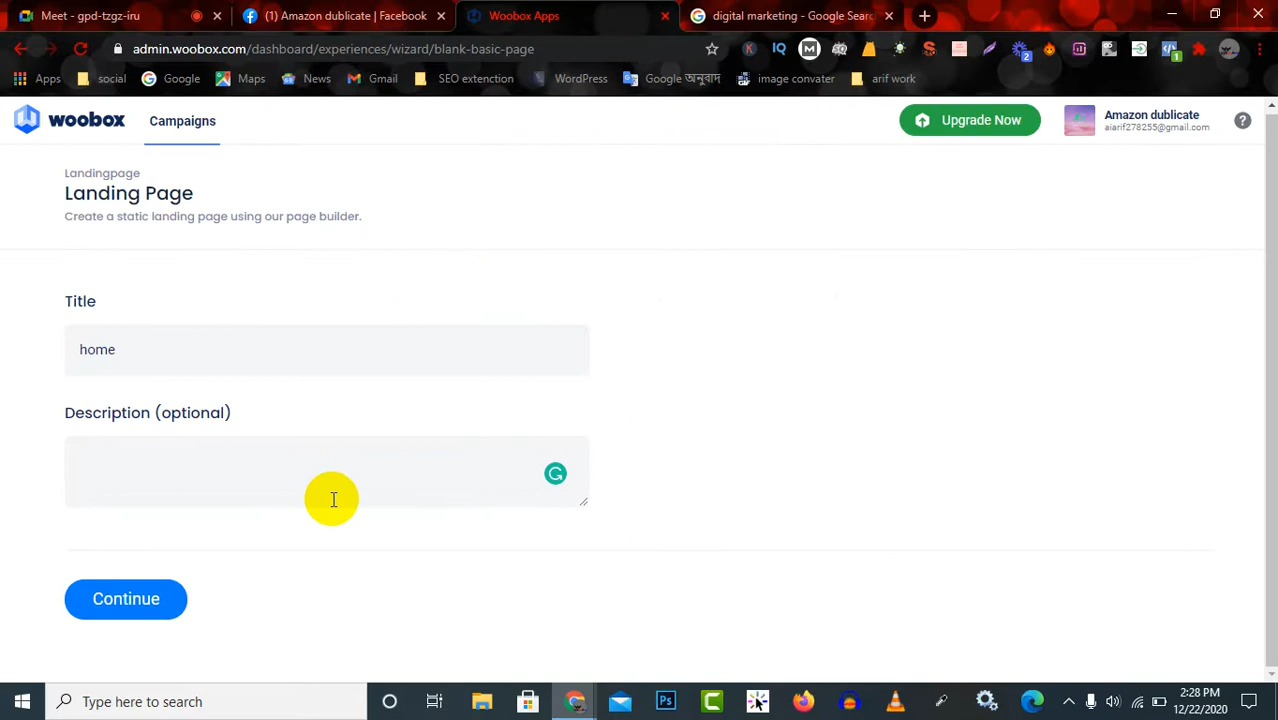 Meet - gpd-tzgz-iru
(1) Amazon dublicate | Facebook
Woobox Apps
digital marketing - Google Sear
admin.woobox.com/dashboard/experiences/wizard/blank-basic-page
Apps
social
Google
Maps
News
Gmail
SEO extenction
WordPress
Google অনুবাদ
image convater
arif work
woobox
Campaigns
Upgrade Now
Amazon dublicate
aiarif278255@gmail.com
Landingpage
Landing Page
Create a static landing page using our page builder.
Title
home
Description (optional)
Continue
Type here to search
2:28 PM
12/22/2020